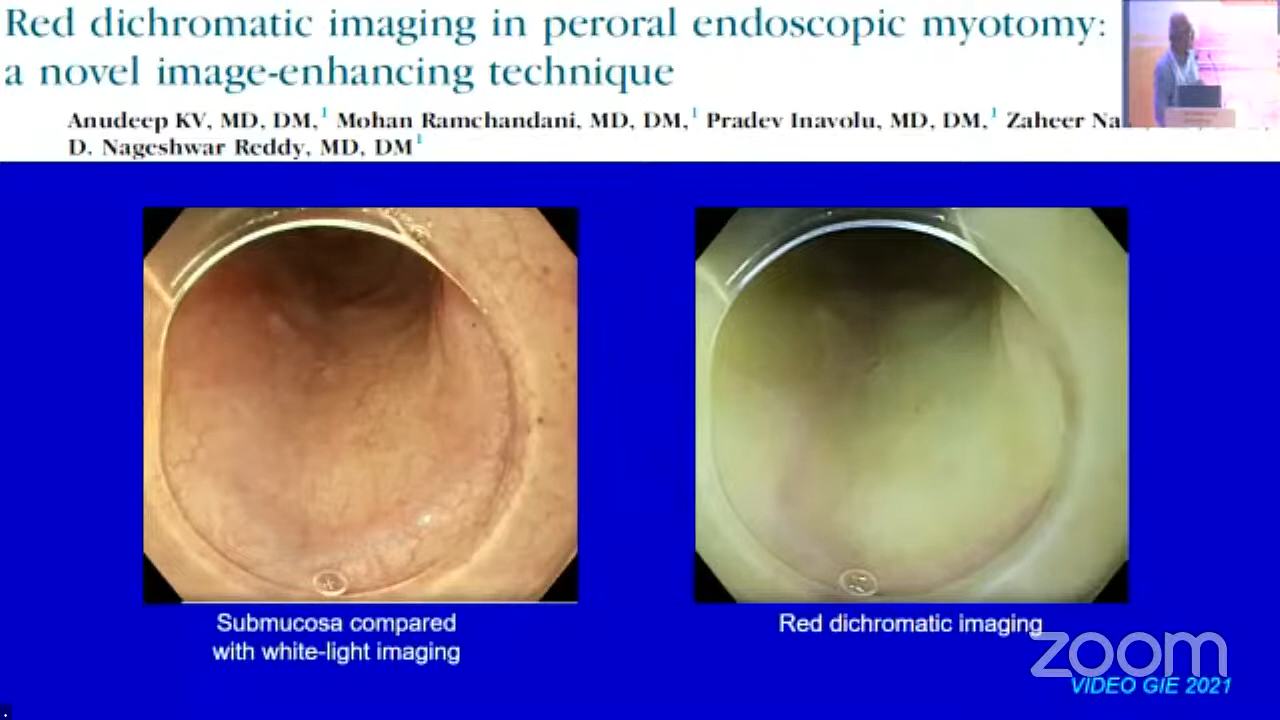 Red dichromatic imaging in peroral endoscopic myotomy:
a novel image-enhancing technique
Anudeep KV, MD, DM,¹ Mohan Ramchandani, MD, DM,¹ Pradev Inavolu, MD, DM,¹ Zaheer
D. Nageshwar Reddy, MD, DM¹
Submucosa compared
with white-light imaging
Red dichromatic imaging
zoom
VIDEO GIE 2021